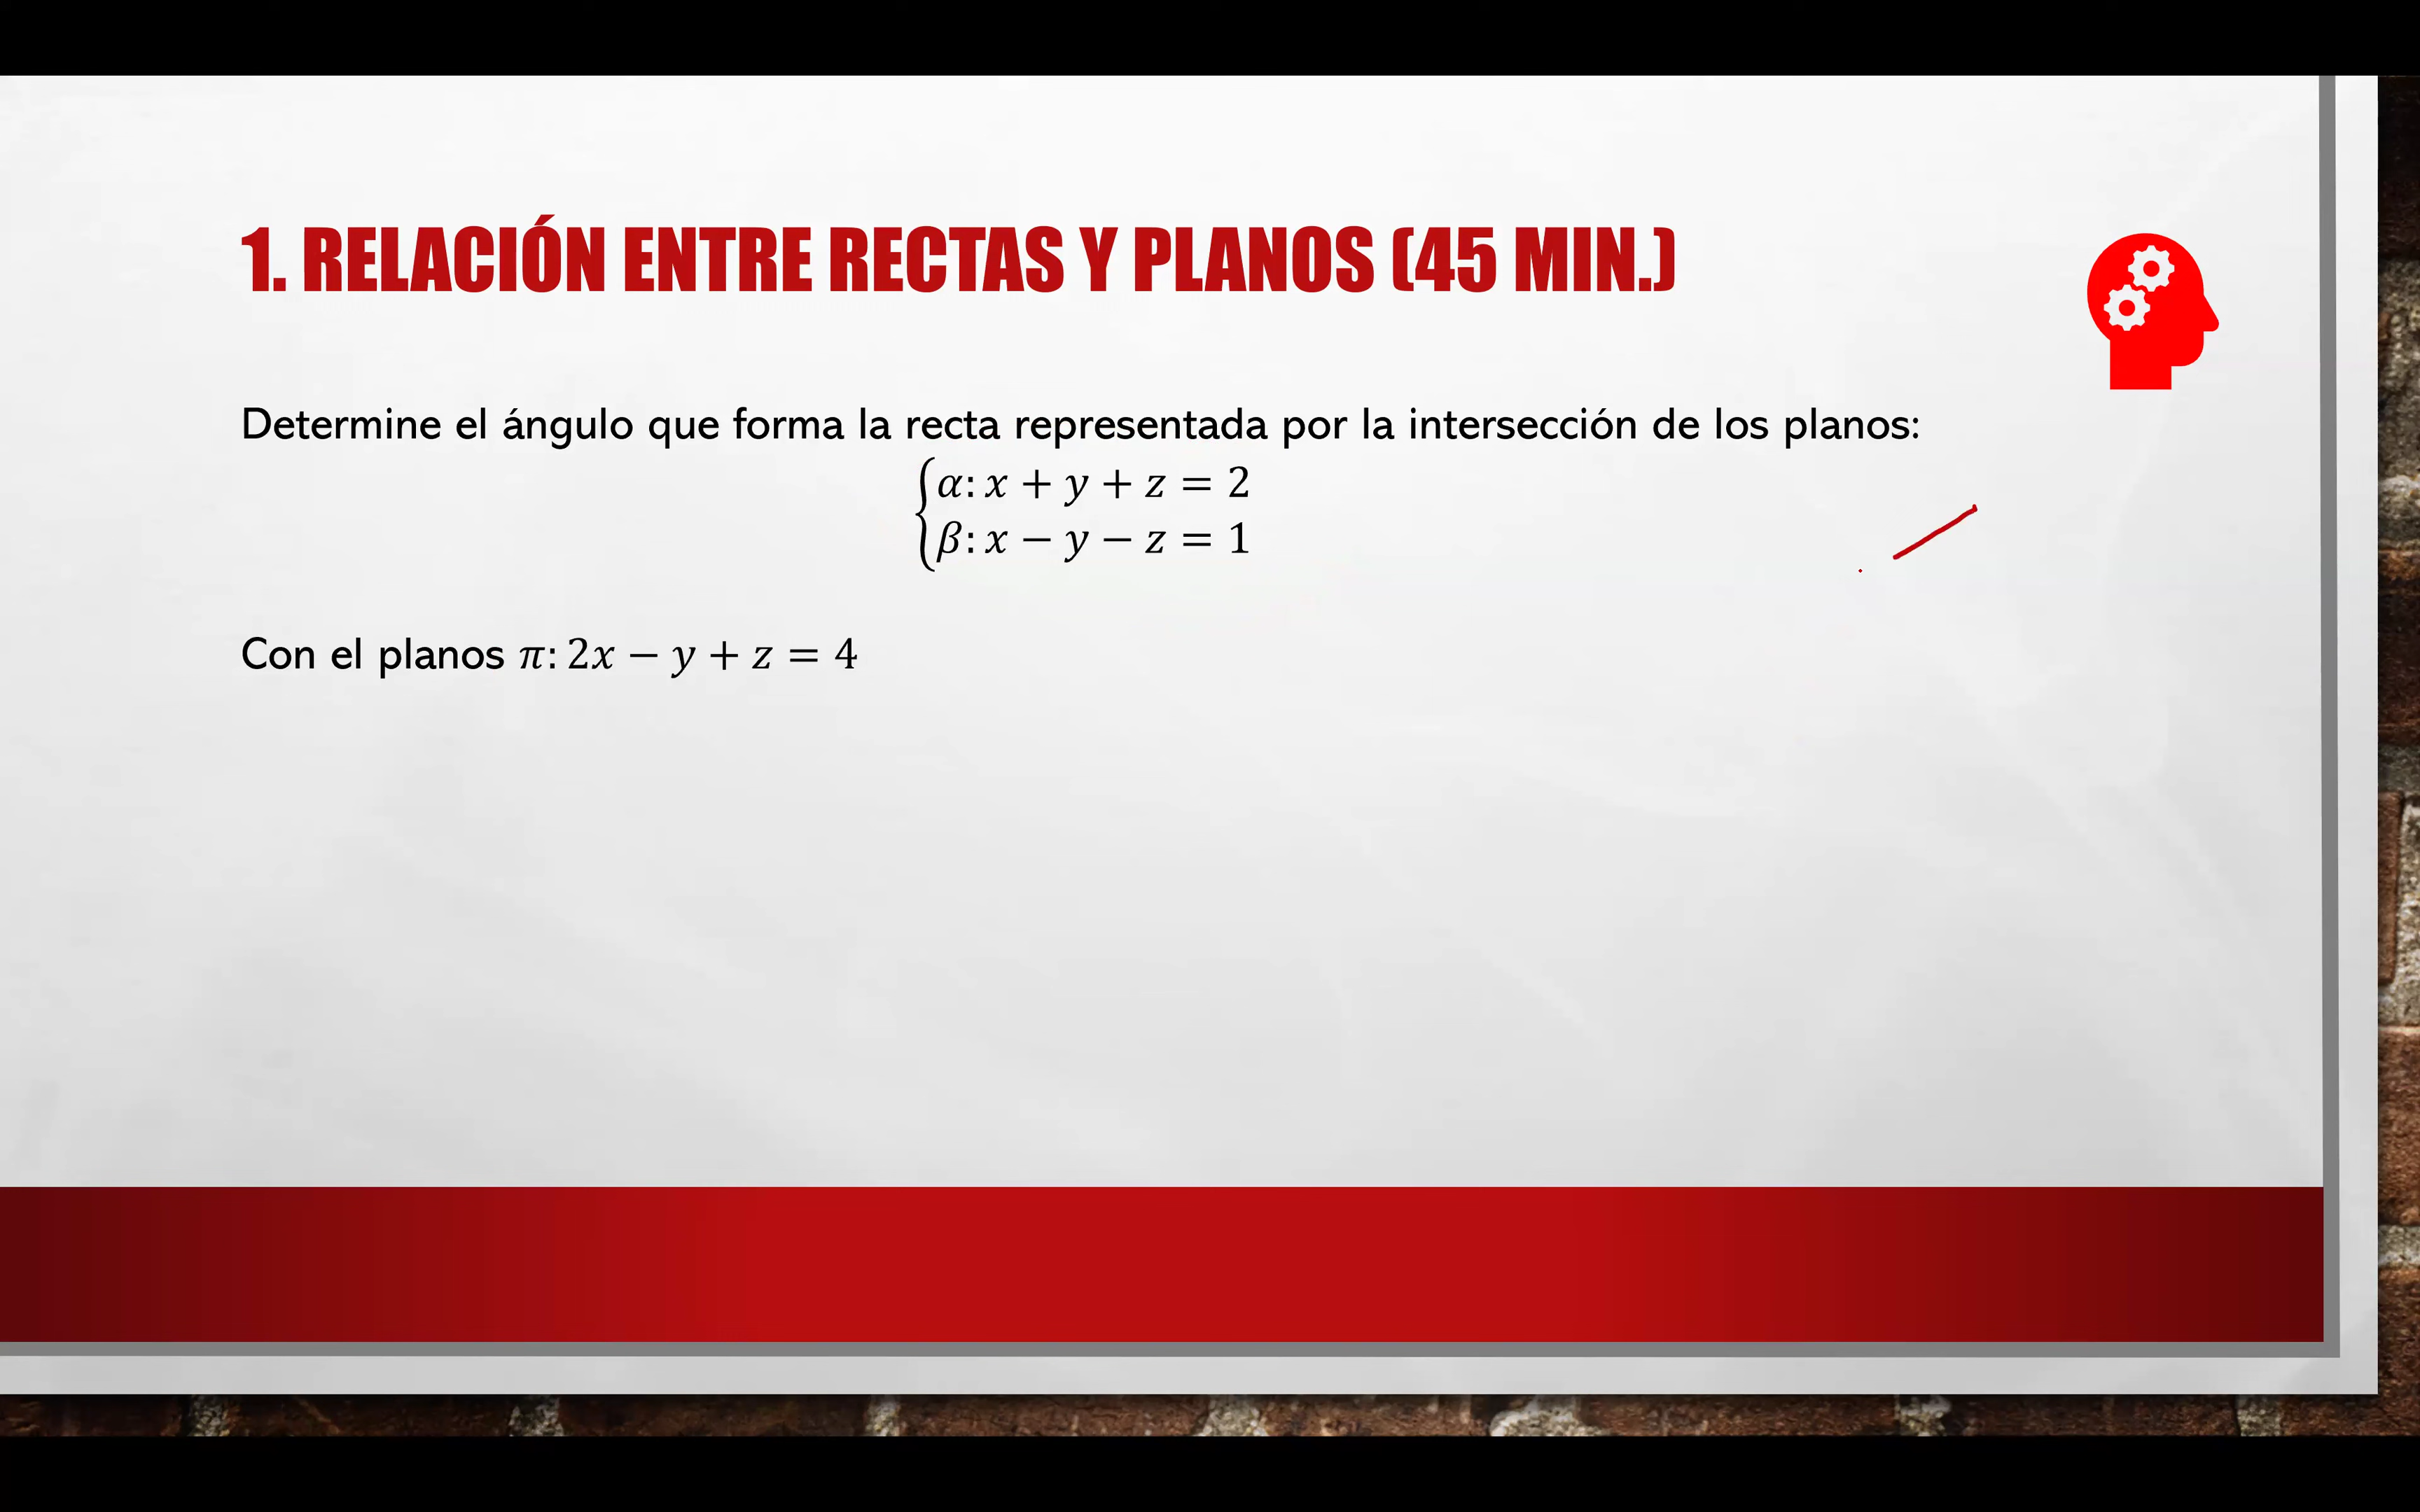 1. RELACIÓN ENTRE RECTAS Y PLANOS (45 MIN.)
Determine el ángulo que forma la recta representada por la intersección de los planos:
α: x + y + z = 2
β: x − y − z = 1
Con el planos π: 2x − y + z = 4